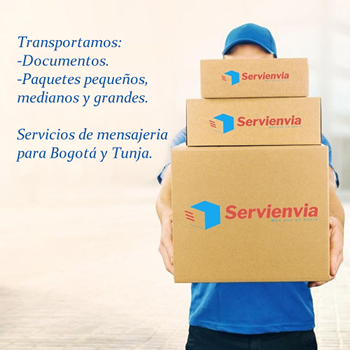 Transportamos:
-Documentos.
-Paquetes pequeños,
medianos y grandes.
Servicios de mensajeria
para Bogotá y Tunja.
Servienvia
Servienvia
Servienvia